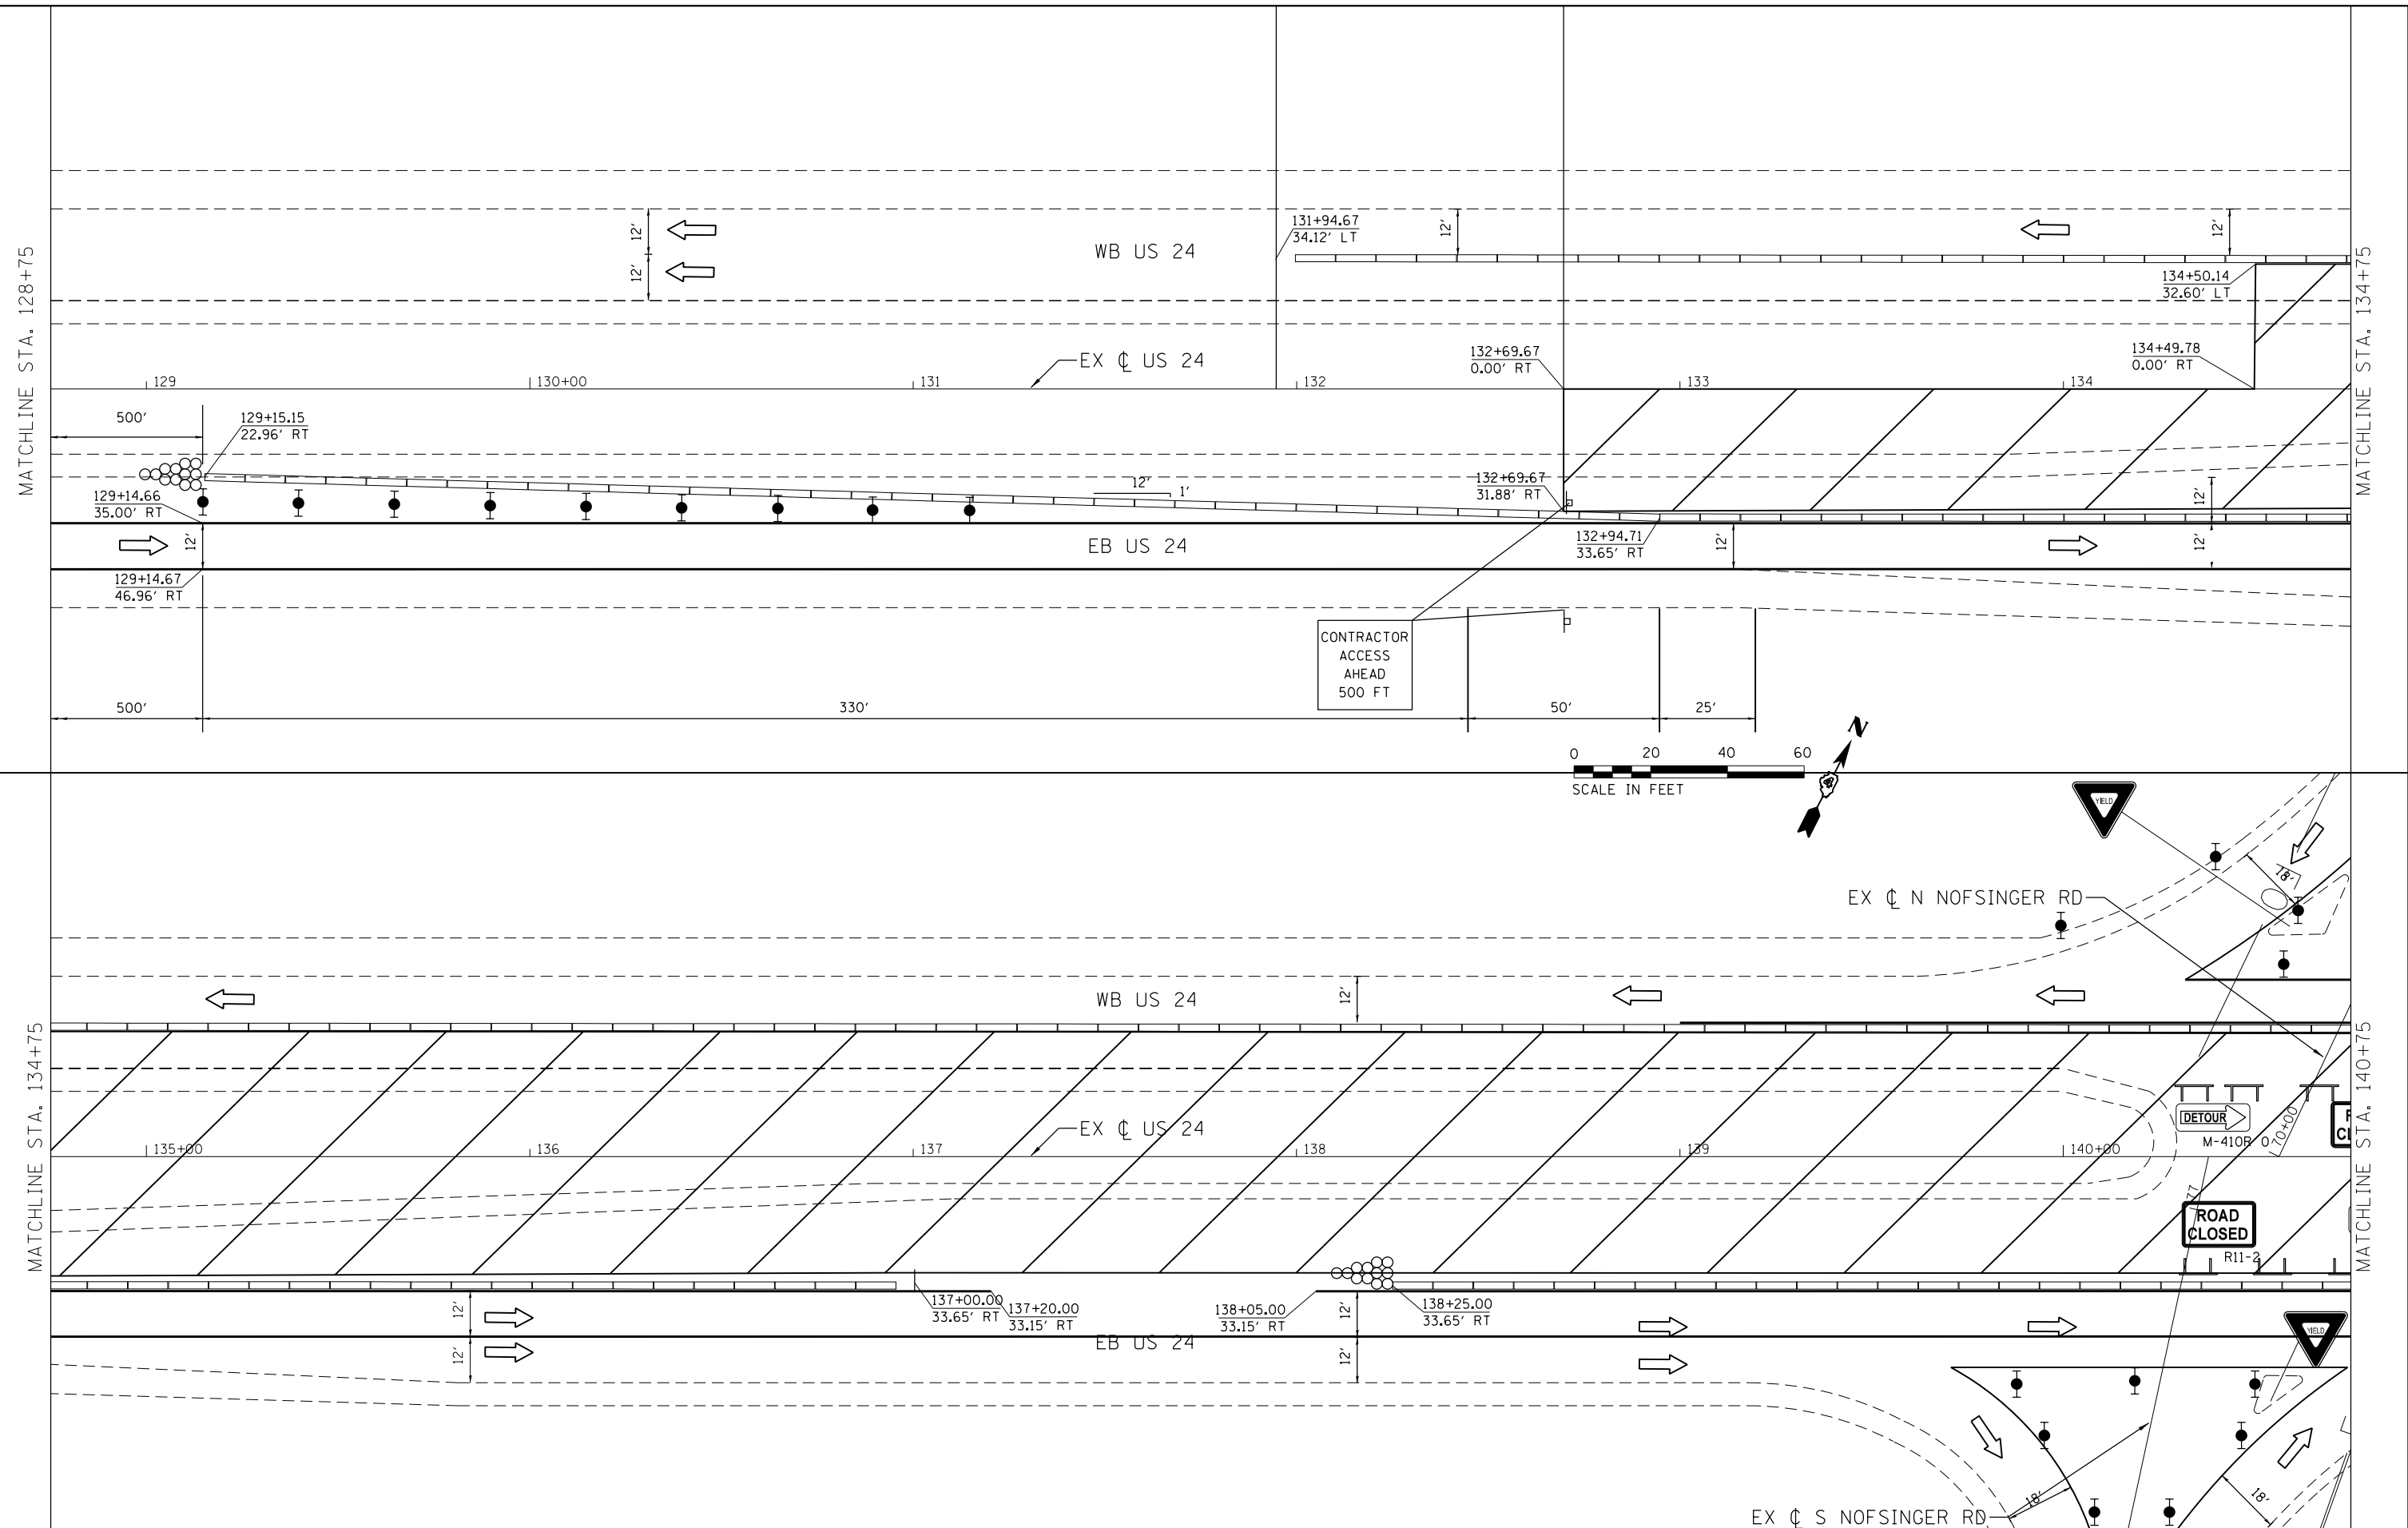 MATCHLINE STA. 128+75
12'
12'
WB US 24
131+94.67
34.12' LT
12'
12'
134+50.14
32.60' LT
MATCHLINE STA. 134+75
EX ℄ US 24
132+69.67
0.00' RT
134+49.78
0.00' RT
129
130+00
131
132
133
134
500'
129+15.15
22.96' RT
129+14.66
35.00' RT
12'
1'
132+69.67
31.88' RT
12'
12'
EB US 24
132+94.71
33.65' RT
12'
12'
129+14.67
46.96' RT
CONTRACTOR
ACCESS
AHEAD
500 FT
500'
330'
50'
25'
0 20 40 60
SCALE IN FEET
N
YIELD
18'
EX ℄ N NOFSINGER RD
MATCHLINE STA. 134+75
WB US 24
12'
MATCHLINE STA. 140+75
EX ℄ US 24
135+00
136
137
138
139
140+00
DETOUR
M-410R O
70+00
77
ROAD
CLOSED
R11-2
137+00.00
33.65' RT
137+20.00
33.15' RT
138+05.00
33.15' RT
138+25.00
33.65' RT
12'
12'
EB US 24
12'
12'
YIELD
18'
18'
EX ℄ S NOFSINGER RD